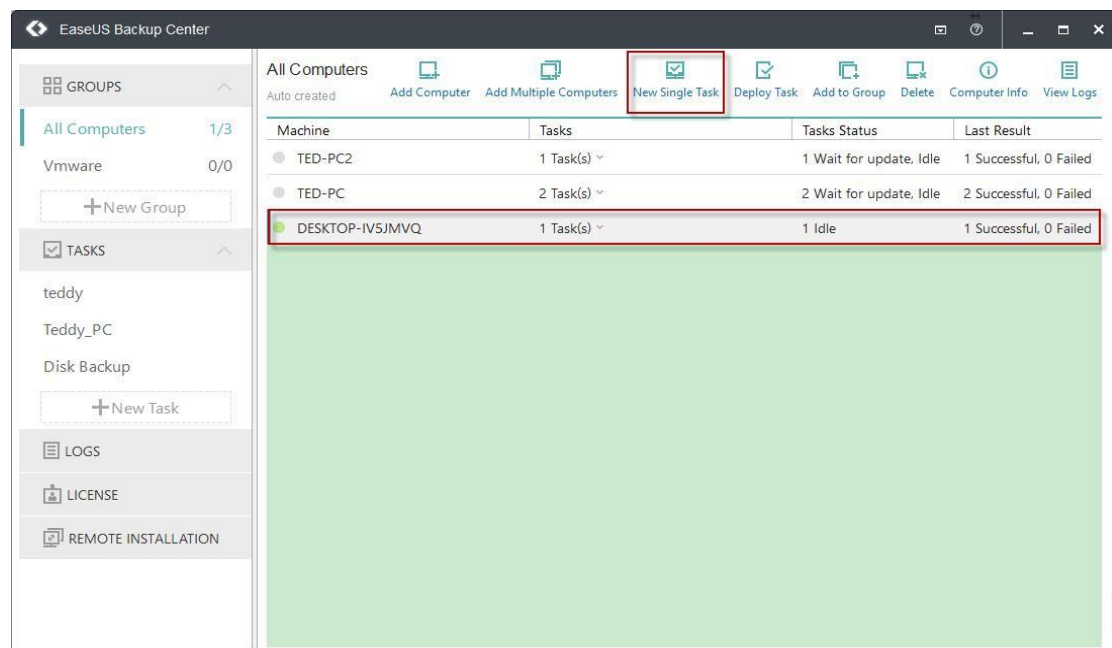 EaseUS Backup Center
GROUPS
All Computers 1/3
Vmware 0/0
New Group
TASKS
teddy
Teddy_PC
Disk Backup
New Task
LOGS
LICENSE
REMOTE INSTALLATION
All Computers
Auto created
Add Computer Add Multiple Computers New Single Task Deploy Task Add to Group Delete Computer Info View Logs
Machine Tasks Tasks Status Last Result
TED-PC2 1 Task(s) 1 Wait for update, Idle 1 Successful, 0 Failed
TED-PC 2 Task(s) 2 Wait for update, Idle 2 Successful, 0 Failed
DESKTOP-IV5JMVQ 1 Task(s) 1 Idle 1 Successful, 0 Failed